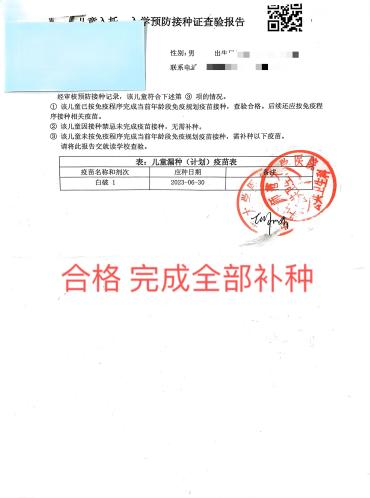 儿童入托、入学预防接种证查验报告
性别: 男
联系电
经审核预防接种记录，该儿童符合下述第 ③ 项的情况。
① 该儿童已按免疫程序完成当前年龄段免疫规划疫苗接种，查验合格。后续还应按免疫程
序接种相关疫苗。
② 该儿童因接种禁忌未完成疫苗接种，无需补种。
③ 该儿童未按免疫程序完成当前年龄段免疫规划疫苗接种，需补种以下疫苗。
请将此报告交就读学校查验。
表: 儿童漏种（计划）疫苗表
疫苗名称和剂次 应种日期 备注
白破 1 2023-06-30
合格 完成全部补种